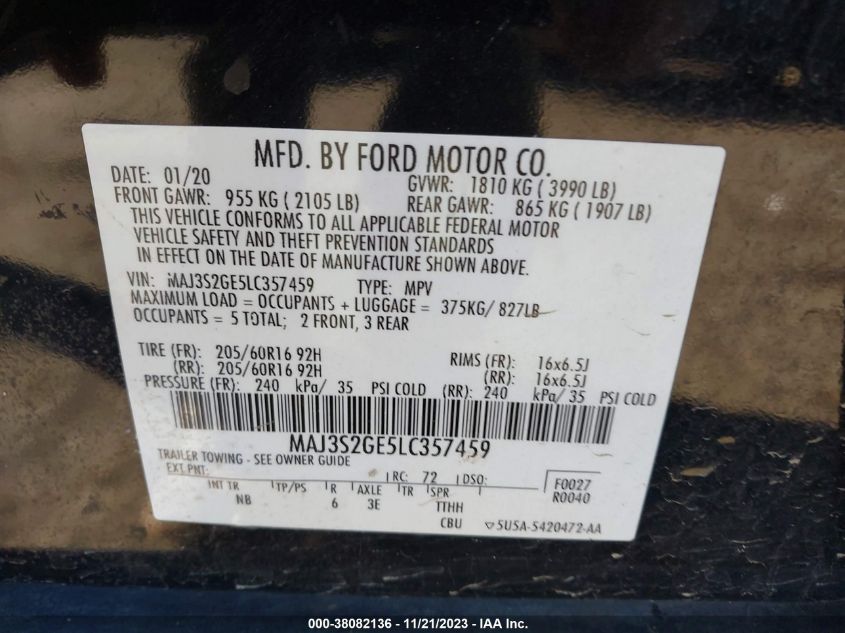 MFD. BY FORD MOTOR CO.
DATE: 01/20 GVWR: 1810 KG ( 3990 LB)
FRONT GAWR: 955 KG ( 2105 LB) REAR GAWR: 865 KG ( 1907 LB)
THIS VEHICLE CONFORMS TO ALL APPLICABLE FEDERAL MOTOR
VEHICLE SAFETY AND THEFT PREVENTION STANDARDS
IN EFFECT ON THE DATE OF MANUFACTURE SHOWN ABOVE.
VIN: MAJ3S2GE5LC357459 TYPE: MPV
MAXIMUM LOAD = OCCUPANTS + LUGGAGE = 375KG/ 827LB
OCCUPANTS = 5 TOTAL; 2 FRONT, 3 REAR
TIRE (FR): 205/60R16 92H RIMS (FR): 16x6.5J
(RR): 205/60R16 92H (RR): 16x6.5J
PRESSURE (FR): 240 kPa/ 35 PSI COLD (RR): 240 kPa/ 35 PSI COLD
MAJ3S2GE5LC357459
TRAILER TOWING - SEE OWNER GUIDE
EXT PNT: RC: 72 DSO: F0027
R0040
INT TR TP/PS R AXLE TR SPR
NB 6 3E TTHH
CBU ▽5U5A-5420472-AA
000-38082136 - 11/21/2023 - IAA Inc.